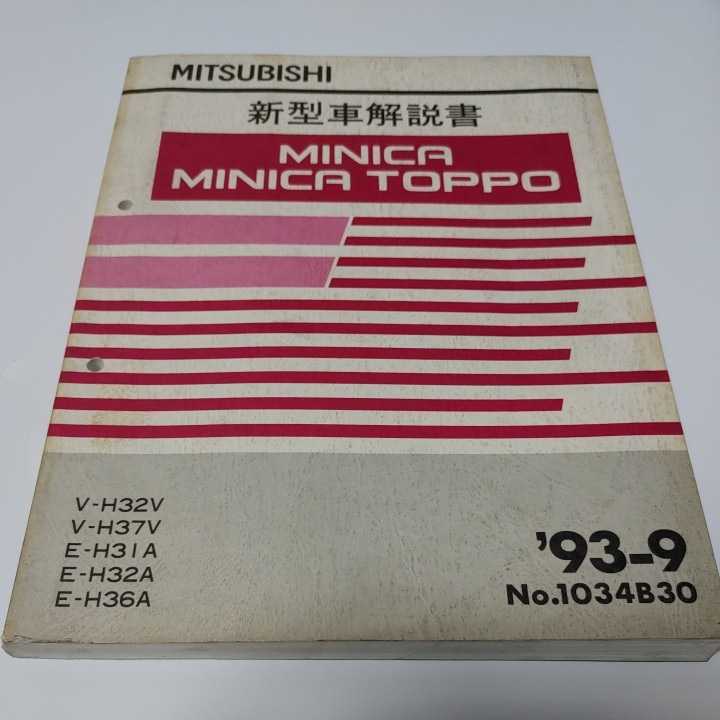 MITSUBISHI
新型車解説書
MINICA
MINICA TOPPO
V-H32V
V-H37V
E-H31A
E-H32A
E-H36A
'93-9
No.1034B30